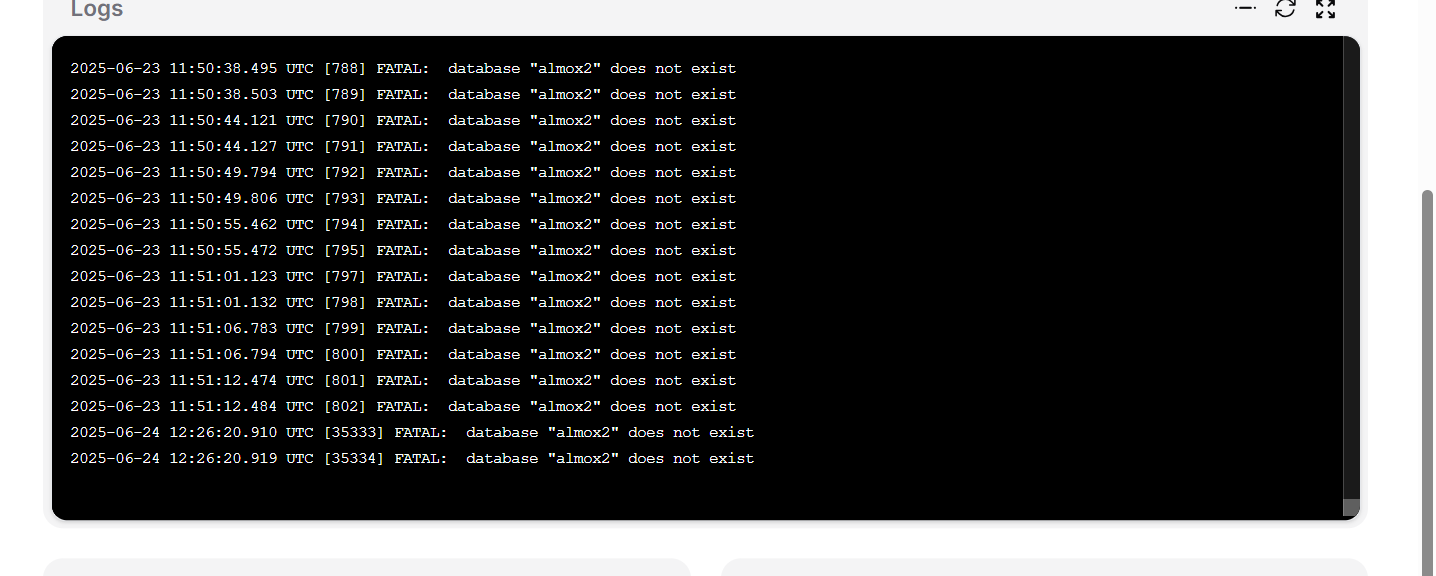 Logs
2025-06-23 11:50:38.495 UTC [788] FATAL:  database "almox2" does not exist
2025-06-23 11:50:38.503 UTC [789] FATAL:  database "almox2" does not exist
2025-06-23 11:50:44.121 UTC [790] FATAL:  database "almox2" does not exist
2025-06-23 11:50:44.127 UTC [791] FATAL:  database "almox2" does not exist
2025-06-23 11:50:49.794 UTC [792] FATAL:  database "almox2" does not exist
2025-06-23 11:50:49.806 UTC [793] FATAL:  database "almox2" does not exist
2025-06-23 11:50:55.462 UTC [794] FATAL:  database "almox2" does not exist
2025-06-23 11:50:55.472 UTC [795] FATAL:  database "almox2" does not exist
2025-06-23 11:51:01.123 UTC [797] FATAL:  database "almox2" does not exist
2025-06-23 11:51:01.132 UTC [798] FATAL:  database "almox2" does not exist
2025-06-23 11:51:06.783 UTC [799] FATAL:  database "almox2" does not exist
2025-06-23 11:51:06.794 UTC [800] FATAL:  database "almox2" does not exist
2025-06-23 11:51:12.474 UTC [801] FATAL:  database "almox2" does not exist
2025-06-23 11:51:12.484 UTC [802] FATAL:  database "almox2" does not exist
2025-06-24 12:26:20.910 UTC [35333] FATAL:  database "almox2" does not exist
2025-06-24 12:26:20.919 UTC [35334] FATAL:  database "almox2" does not exist